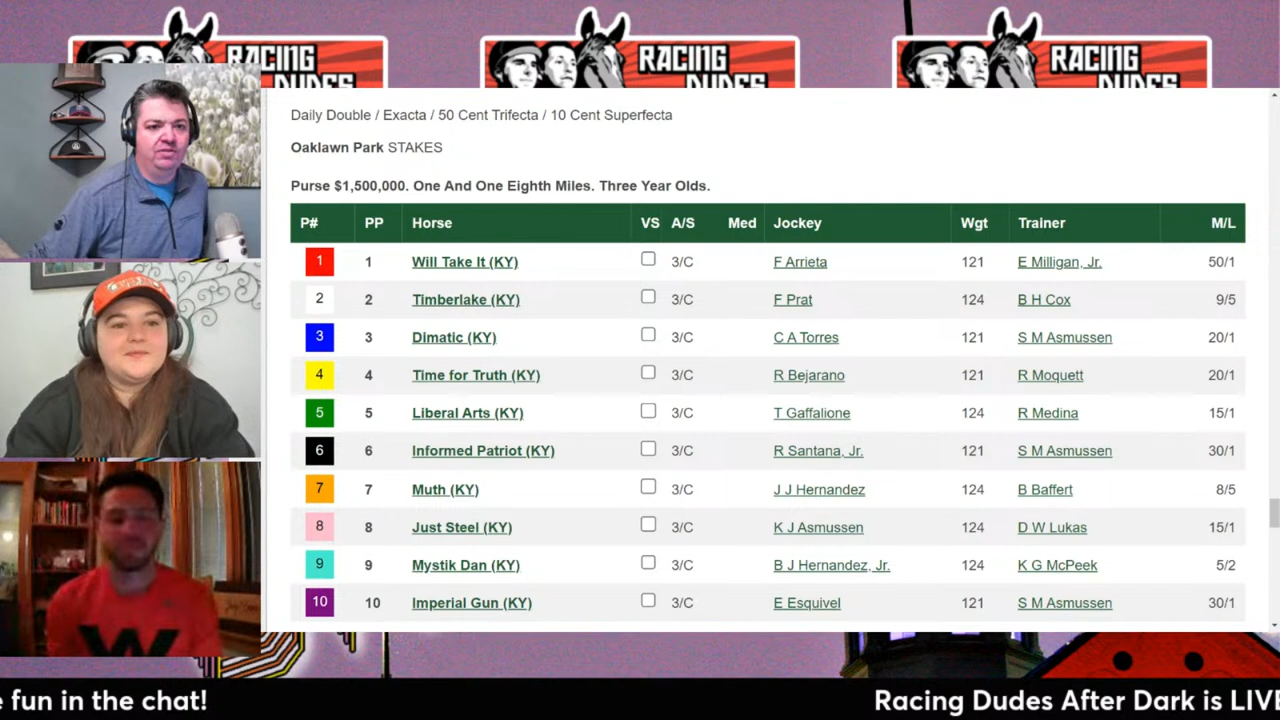 RACING
DUDES
RACING
DUDES
RACING
DUDES
Daily Double / Exacta / 50 Cent Trifecta / 10 Cent Superfecta
Oaklawn Park STAKES
Purse $1,500,000. One And One Eighth Miles. Three Year Olds.
P# PP Horse VS A/S Med Jockey Wgt Trainer M/L
1 1 Will Take It (KY) 3/C F Arrieta 121 E Milligan, Jr. 50/1
2 2 Timberlake (KY) 3/C F Prat 124 B H Cox 9/5
3 3 Dimatic (KY) 3/C C A Torres 121 S M Asmussen 20/1
4 4 Time for Truth (KY) 3/C R Bejarano 121 R Moquett 20/1
5 5 Liberal Arts (KY) 3/C T Gaffalione 124 R Medina 15/1
6 6 Informed Patriot (KY) 3/C R Santana, Jr. 121 S M Asmussen 30/1
7 7 Muth (KY) 3/C J J Hernandez 124 B Baffert 8/5
8 8 Just Steel (KY) 3/C K J Asmussen 124 D W Lukas 15/1
9 9 Mystik Dan (KY) 3/C B J Hernandez, Jr. 124 K G McPeek 5/2
10 10 Imperial Gun (KY) 3/C E Esquivel 121 S M Asmussen 30/1
W
e fun in the chat! Racing Dudes After Dark is LIVE